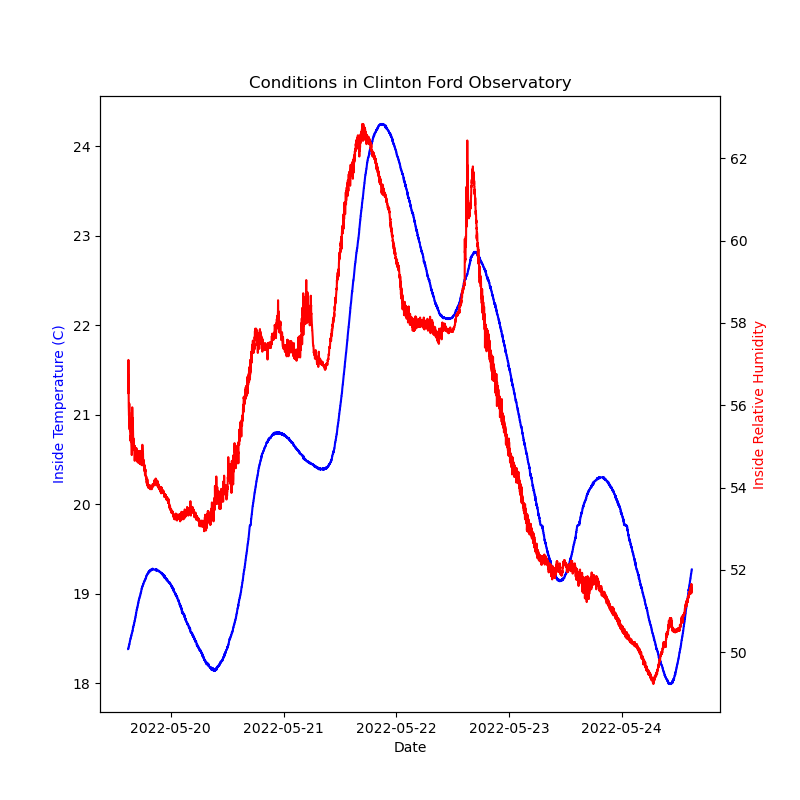 Conditions in Clinton Ford Observatory
24
23
22
21
20
19
18
Inside Temperature (C)
62
60
58
56
54
52
50
Inside Relative Humidity
2022-05-20 2022-05-21 2022-05-22 2022-05-23 2022-05-24
Date